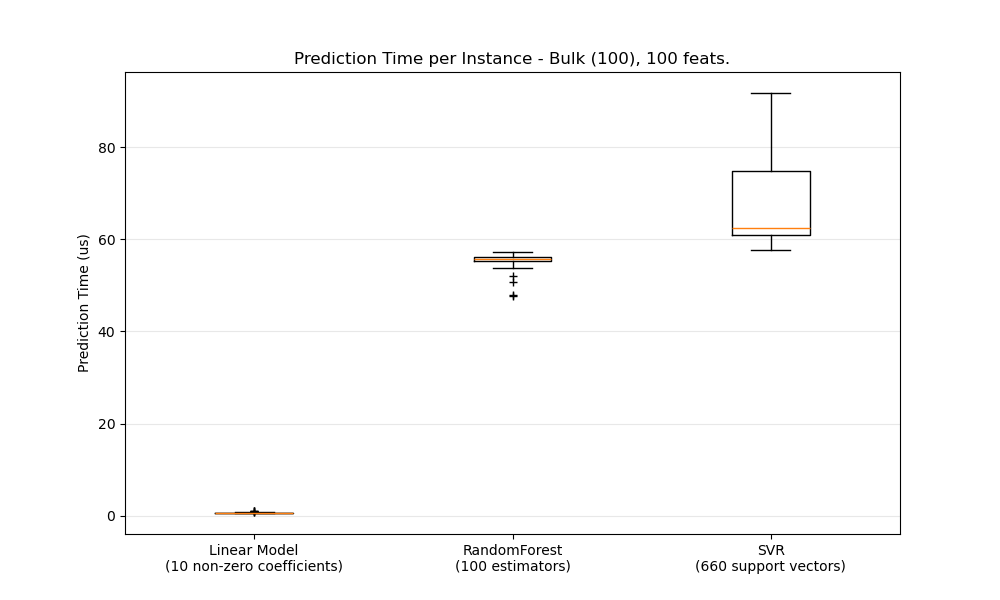 Prediction Time per Instance - Bulk (100), 100 feats.
Prediction Time (us)
80
60
40
20
0
Linear Model
(10 non-zero coefficients)
RandomForest
(100 estimators)
SVR
(660 support vectors)